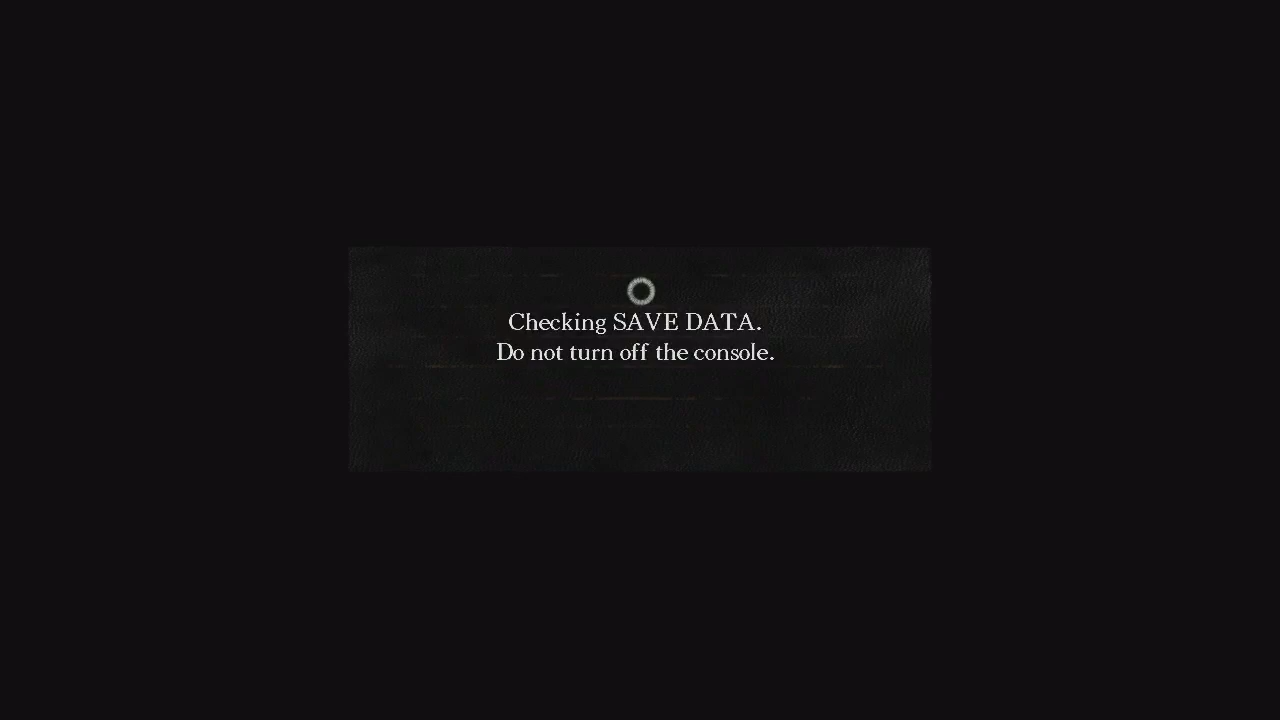 Checking SAVE DATA.
Do not turn off the console.